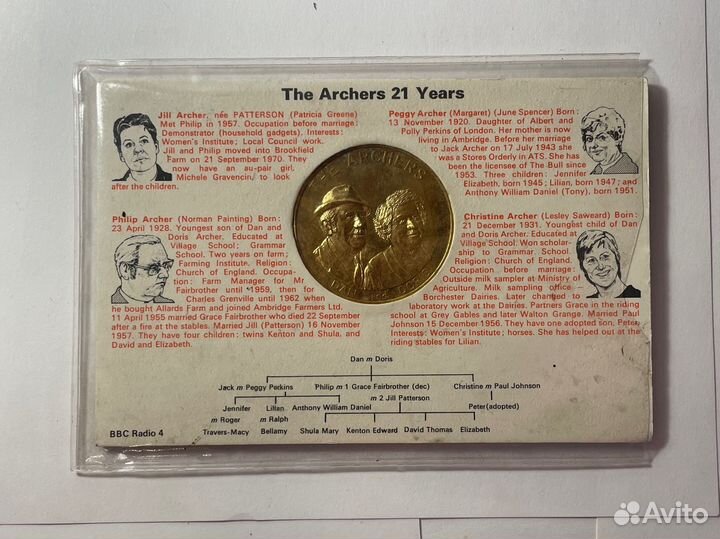 The Archers 21 Years
Jill Archer, née PATTERSON (Patricia Greene)
Met Philip in 1957. Occupation before marriage:
Demonstrator (household gadgets). Interests:
Women's Institute; Local Council work.
Jill and Philip moved into Brookfield
Farm on 21 September 1970. They
now have an au-pair girl,
Michele Gravencin, to look
after the children.
Peggy Archer (Margaret) (June Spencer) Born:
13 November 1920. Daughter of Albert and
Polly Perkins of London. Her mother is now
living in Ambridge. Before her marriage
to Jack Archer on 17 July 1943 she
was a Stores Orderly in ATS. She has
been the licensee of The Bull since
1953. Three children: Jennifer
Elizabeth, born 1945; Lilian, born 1947; and
Anthony William Daniel (Tony), born 1951.
THE ARCHERS
Philip Archer (Norman Painting) Born:
23 April 1928. Youngest son of Dan and
Doris Archer. Educated at
Village School; Grammar
School. Two years on farm;
Farming Institute. Religion:
Church of England. Occupation:
Farm Manager for Mr
Fairbrother until 1959, then for
Charles Grenville until 1962 when
he bought Allards Farm and joined Ambridge Farmers Ltd.
11 April 1955 married Grace Fairbrother who died 22 September
after a fire at the stables. Married Jill (Patterson) 16 November
1957. They have four children: twins Kenton and Shula, and
David and Elizabeth.
Christine Archer (Lesley Saweard) Born:
21 December 1931. Youngest child of Dan
and Doris Archer. Educated at
Village School. Won scholarship
to Grammar. School.
Religion: Church of England.
Occupation before marriage:
Outside milk sampler at Ministry of
Agriculture. Milk sampling office –
Borchester Dairies. Later changed to
laboratory work at the Dairies. Partners Grace in the riding
school at Grey Gables and later Walton Grange. Married Paul
Johnson 15 December 1956. They have one adopted son, Peter.
Interests: Women's Institute; horses. She has helped out at the
riding stables for Lilian.
Dan m Doris
Jack m Peggy Perkins Philip m 1 Grace Fairbrother (dec) Christine m Paul Johnson
m 2 Jill Patterson
Jennifer Lilian Anthony William Daniel Peter(adopted)
m Roger m Ralph
Travers-Macy Bellamy Shula Mary Kenton Edward David Thomas Elizabeth
BBC Radio 4
Avito